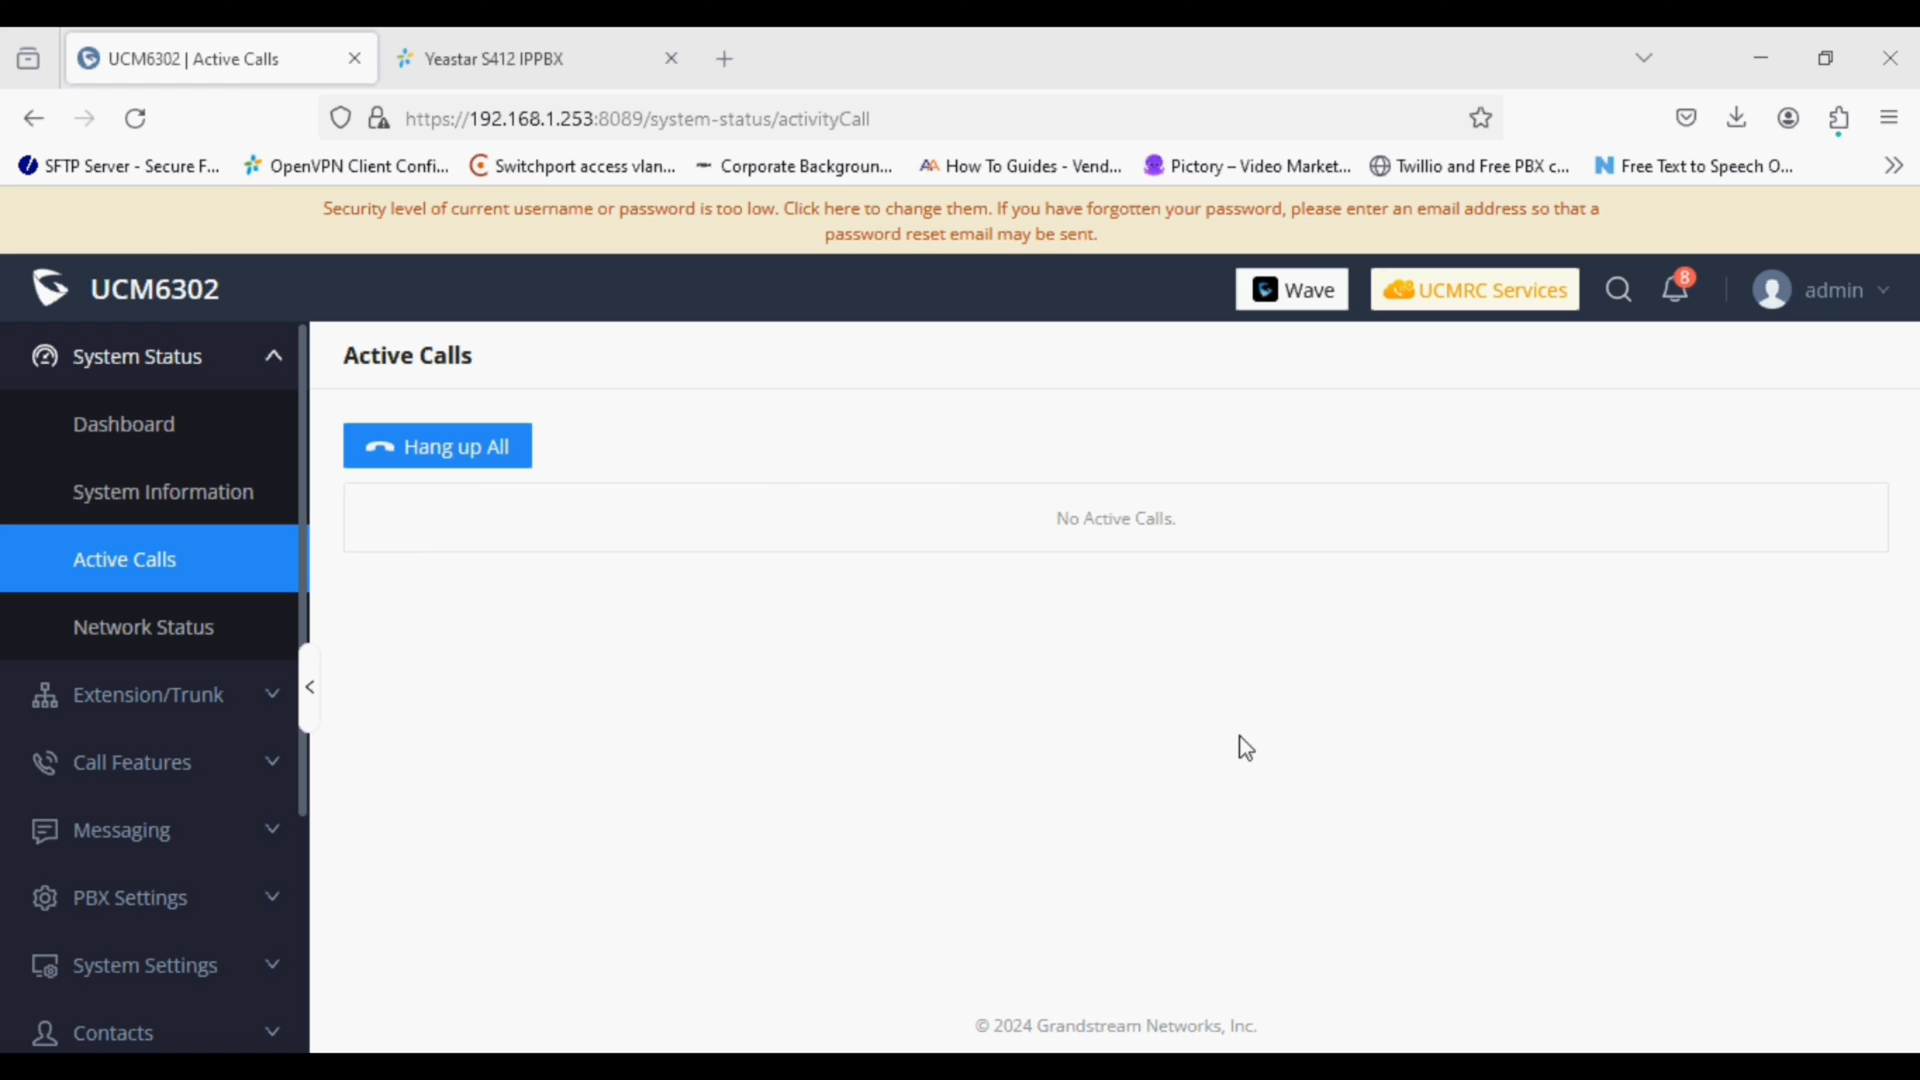 UCM6302 | Active Calls
Yeastar S412 IPPBX
https://192.168.1.253:8089/system-status/activityCall
SFTP Server - Secure F...
OpenVPN Client Confi...
Switchport access vlan...
Corporate Backgroun...
How To Guides - Vend...
Pictory – Video Market...
Twillio and Free PBX c...
Free Text to Speech O...
Security level of current username or password is too low. Click here to change them. If you have forgotten your password, please enter an email address so that a
password reset email may be sent.
UCM6302
Wave
UCMRC Services
8
admin
System Status
Dashboard
System Information
Active Calls
Network Status
Extension/Trunk
Call Features
Messaging
PBX Settings
System Settings
Contacts
Active Calls
Hang up All
No Active Calls.
© 2024 Grandstream Networks, Inc.